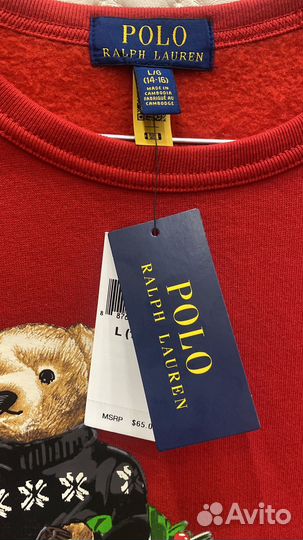 POLO
RALPH LAUREN
L/G
(14-16)
MADE IN
CAMBODIA
FABRIQUÉ AU
CAMBODGE
POLO
RALPH LAUREN
L
MSRP $65.0
Avito